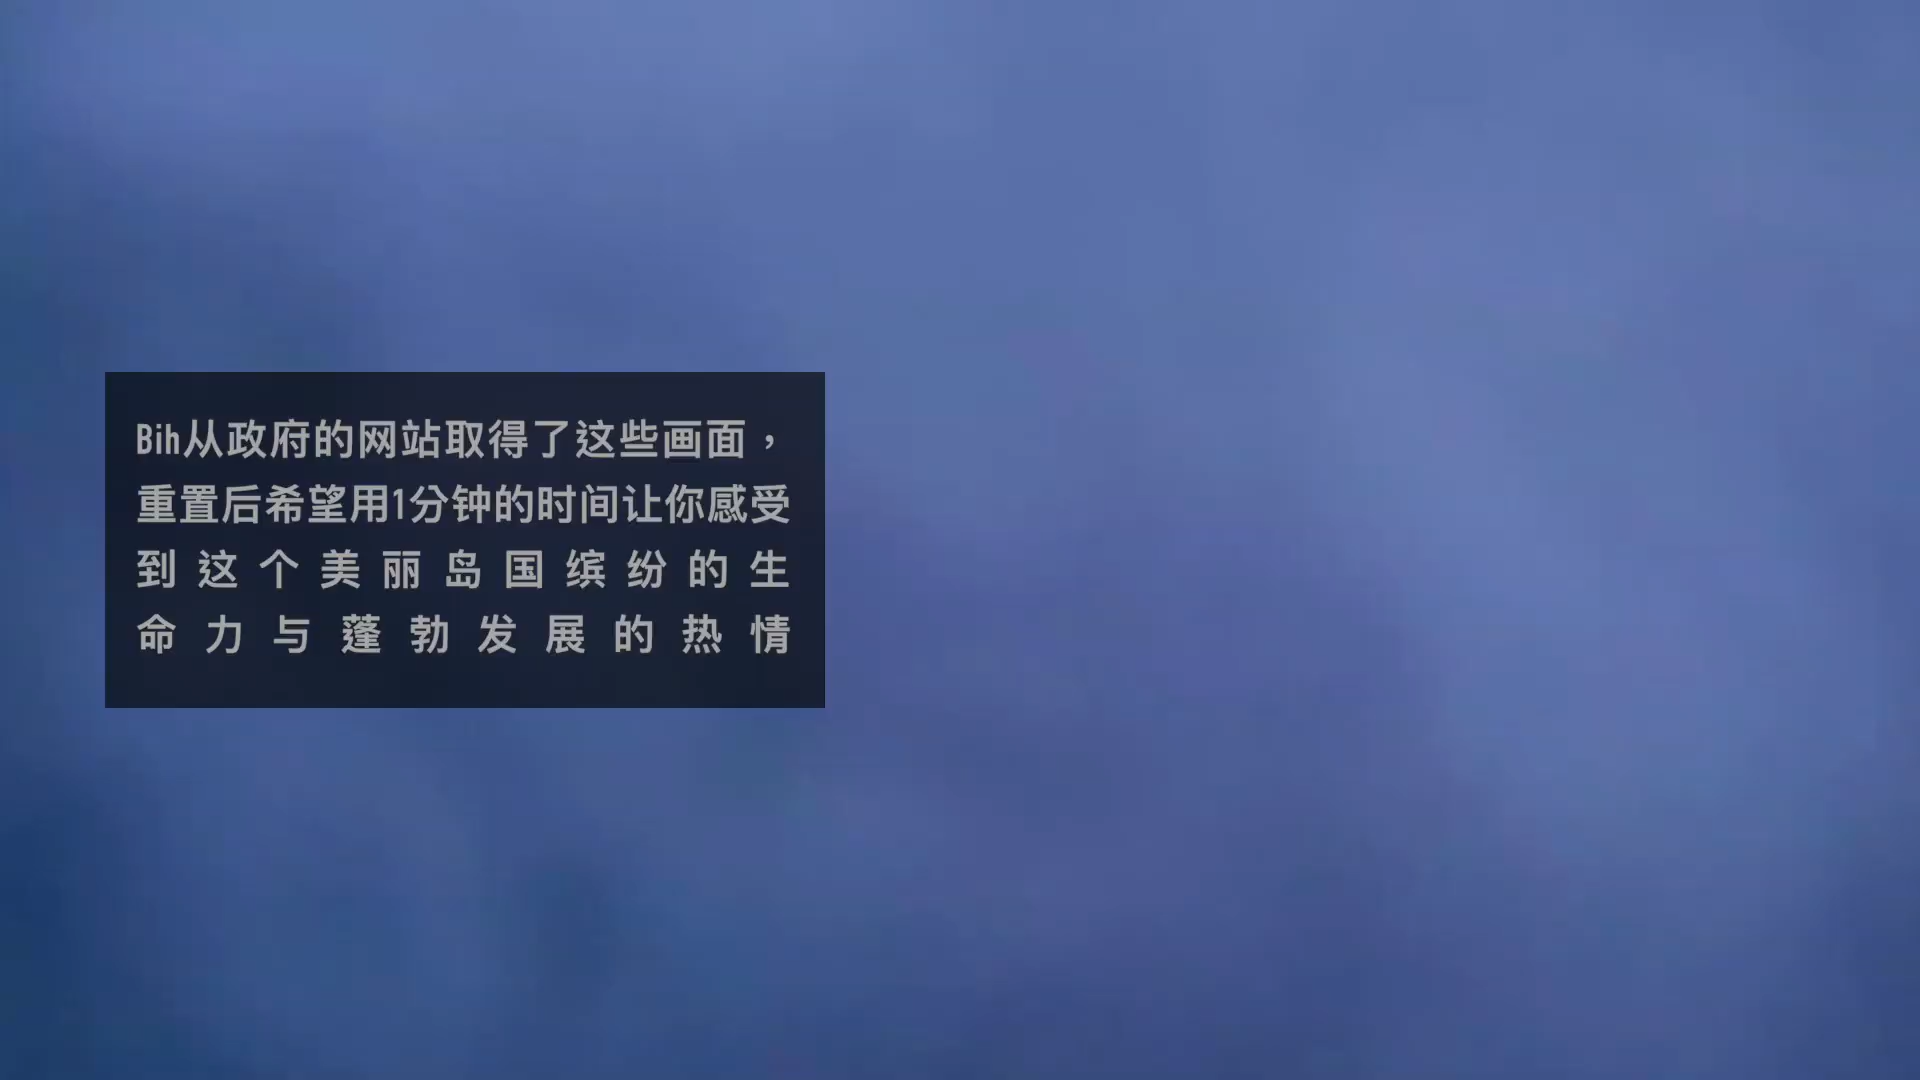 Bih从政府的网站取得了这些画面，
重置后希望用1分钟的时间让你感受
到这个美丽岛国缤纷的生
命力与蓬勃发展的热情